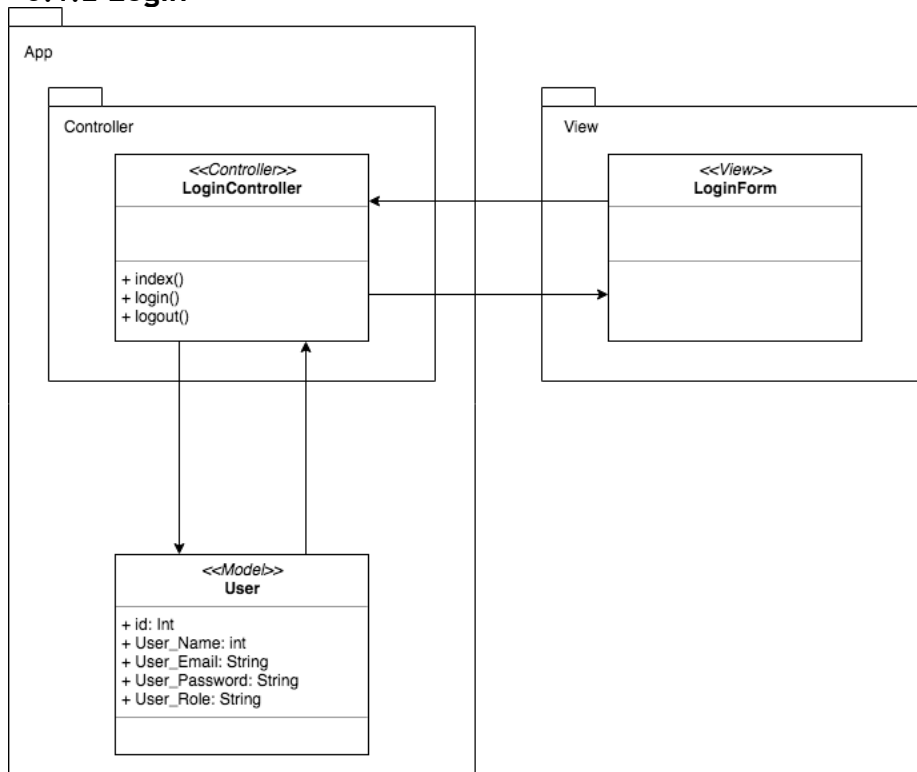 Login
App
Controller
<<Controller>>
LoginController
+ index()
+ login()
+ logout()
View
<<View>>
LoginForm
<<Model>>
User
+ id: Int
+ User_Name: int
+ User_Email: String
+ User_Password: String
+ User_Role: String